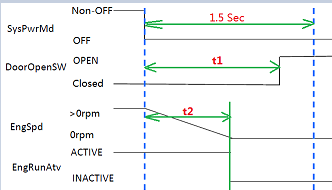 Non-OFF
1.5 Sec
SysPwrMd
OFF
OPEN
DoorOpenSW
t1
Closed
>0rpm
t2
EngSpd
0rpm
ACTIVE
EngRunAtv
INACTIVE